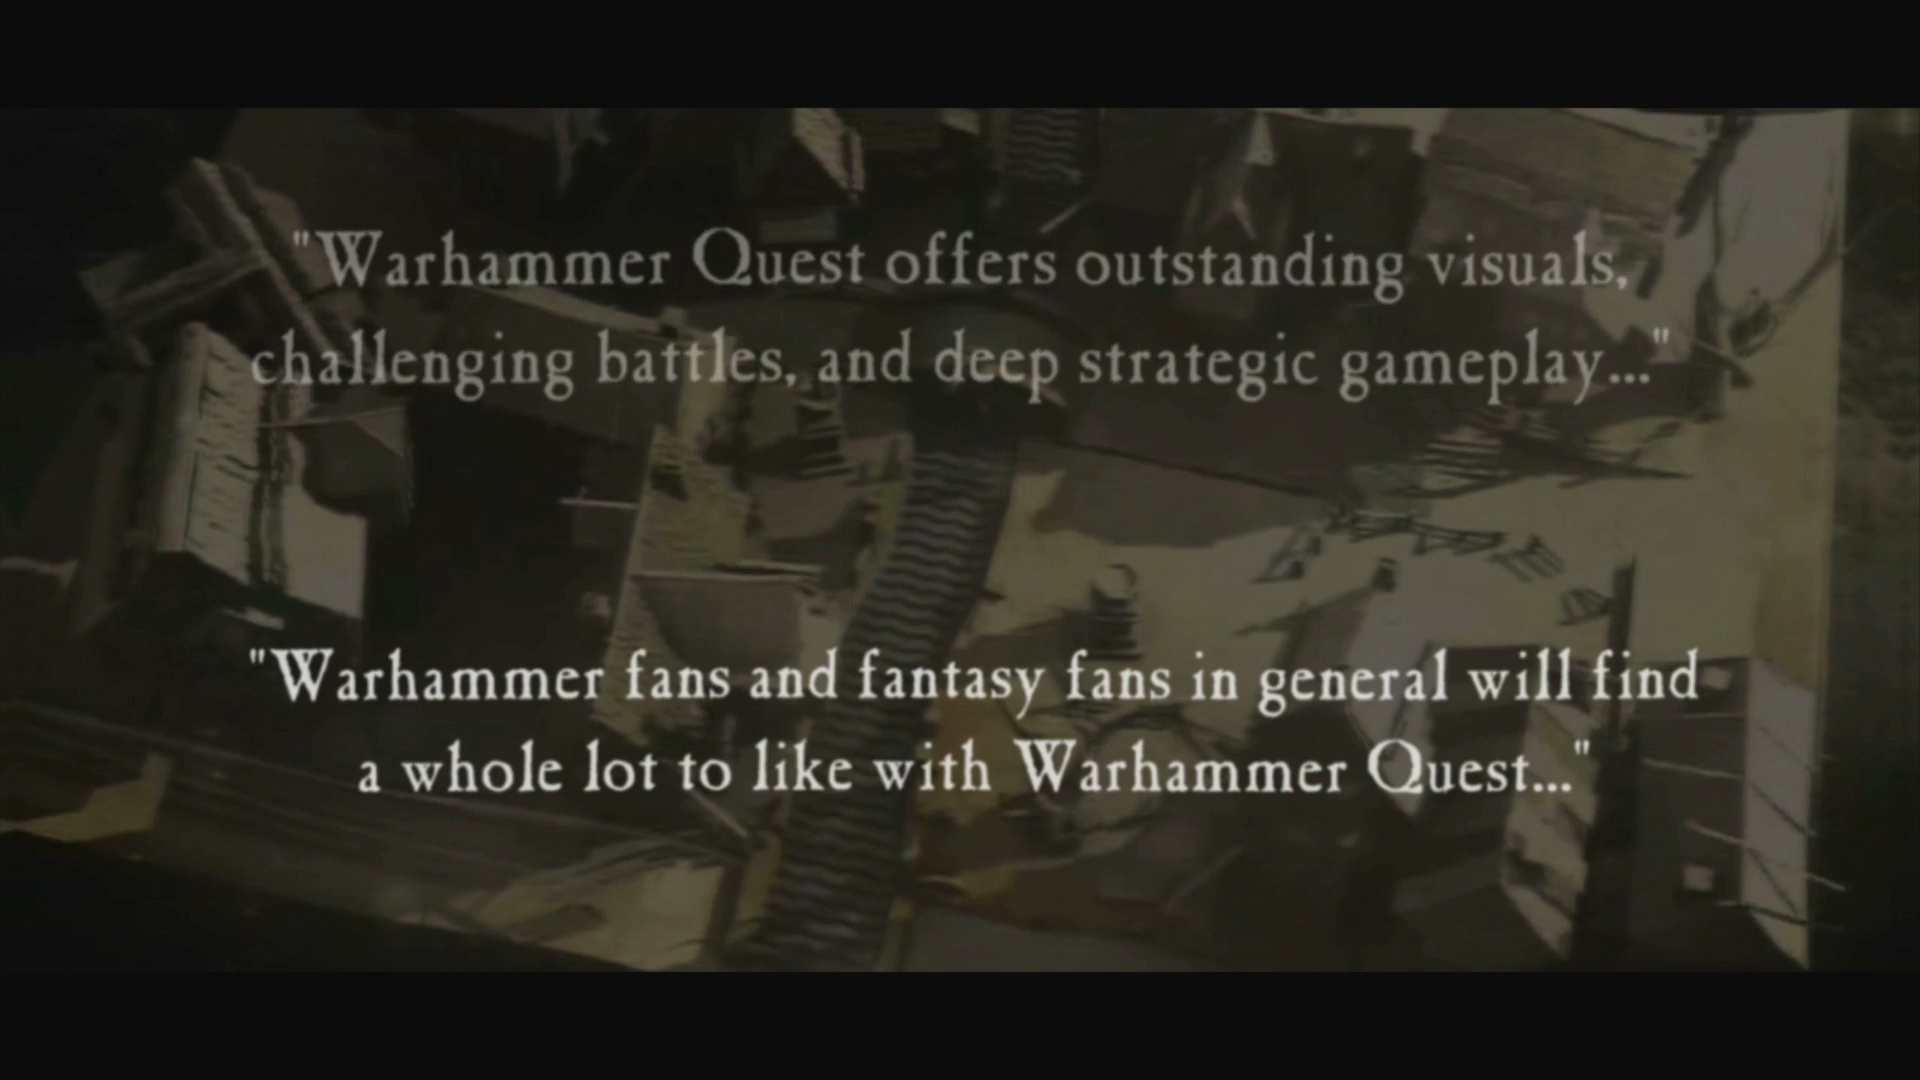 "Warhammer Quest offers outstanding visuals,
challenging battles, and deep strategic gameplay..."
"Warhammer fans and fantasy fans in general will find
a whole lot to like with Warhammer Quest..."